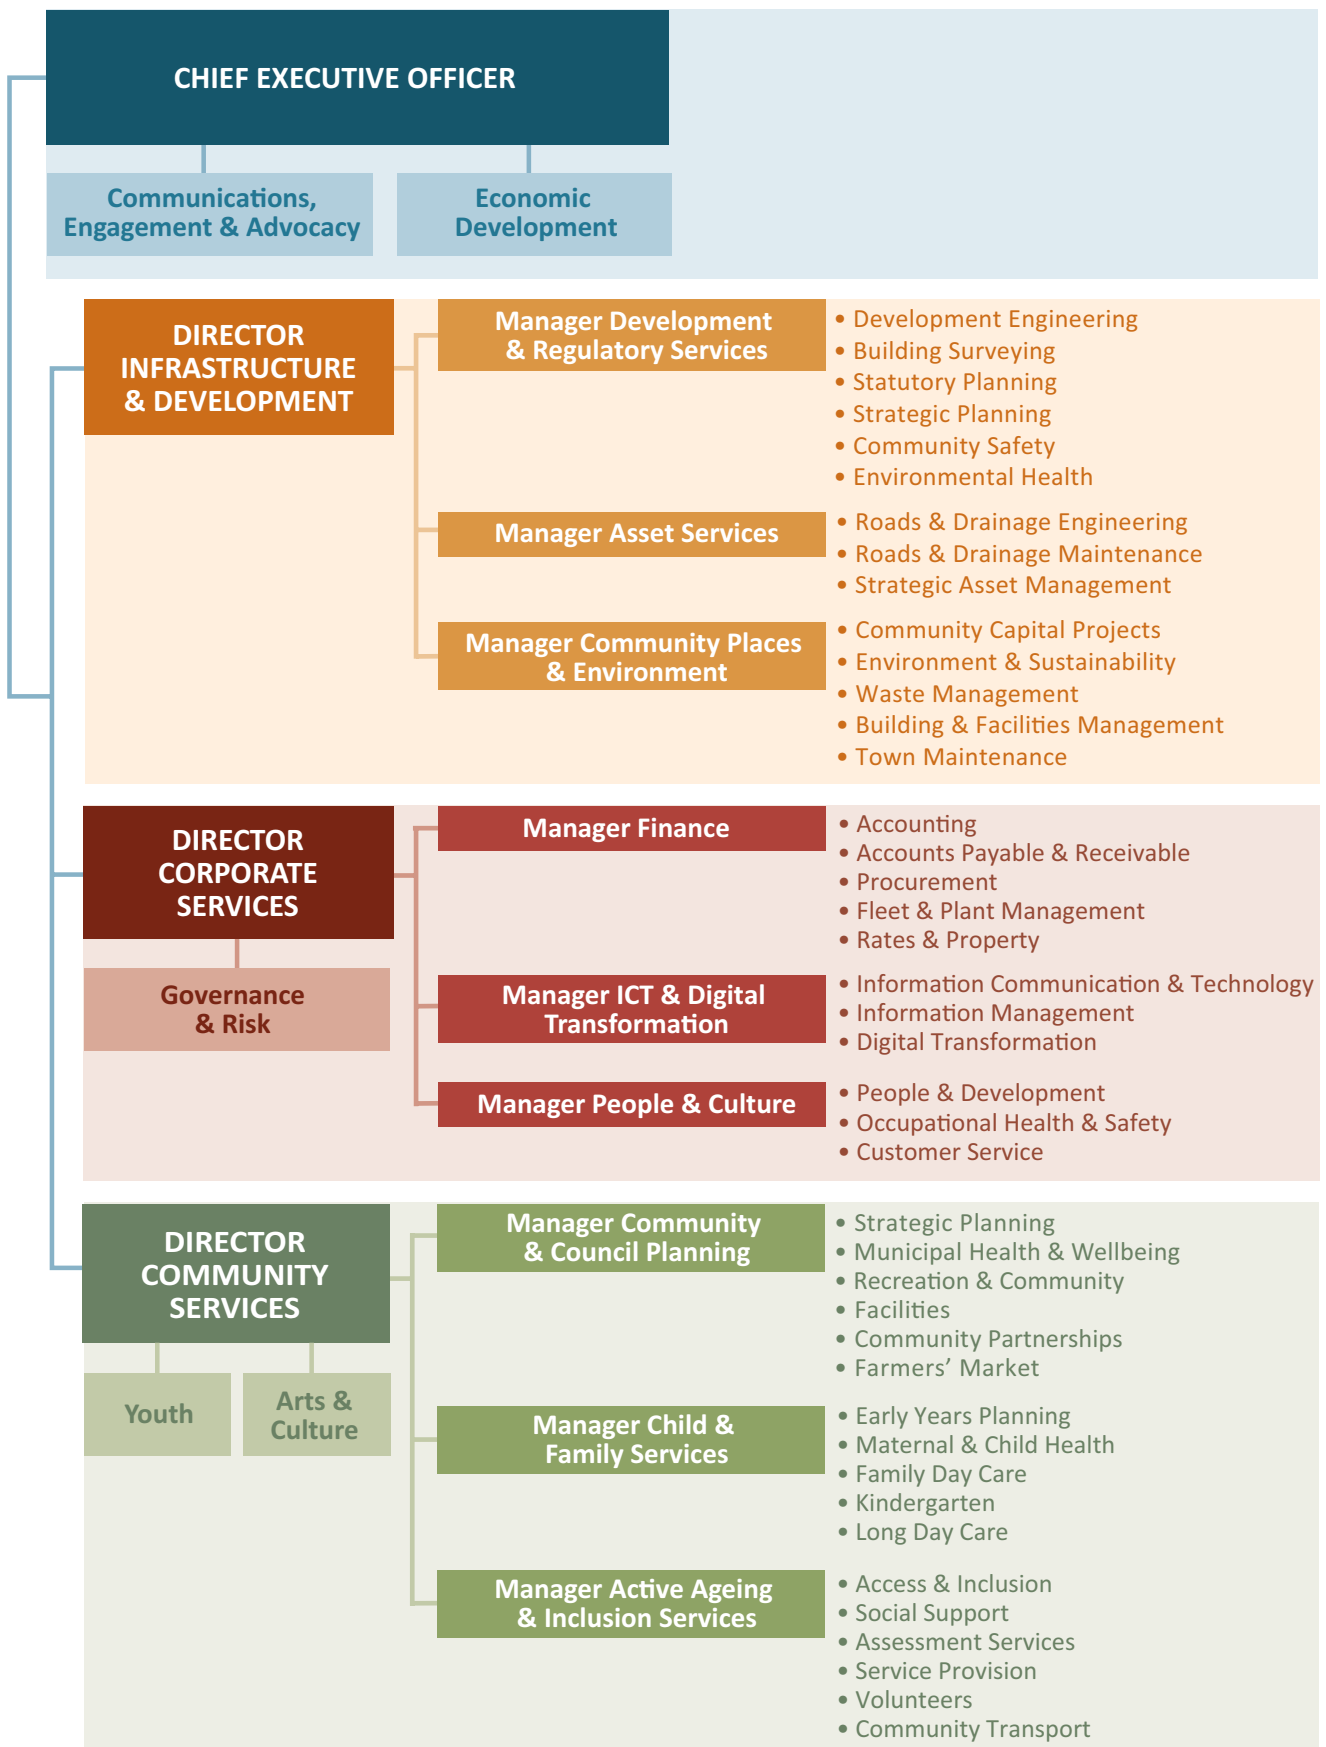 CHIEF EXECUTIVE OFFICER
Communications,
Engagement & Advocacy
Economic
Development
DIRECTOR
INFRASTRUCTURE
& DEVELOPMENT
Manager Development
& Regulatory Services
• Development Engineering
• Building Surveying
• Statutory Planning
• Strategic Planning
• Community Safety
• Environmental Health
Manager Asset Services
• Roads & Drainage Engineering
• Roads & Drainage Maintenance
• Strategic Asset Management
Manager Community Places
& Environment
• Community Capital Projects
• Environment & Sustainability
• Waste Management
• Building & Facilities Management
• Town Maintenance
DIRECTOR
CORPORATE
SERVICES
Governance
& Risk
Manager Finance
• Accounting
• Accounts Payable & Receivable
• Procurement
• Fleet & Plant Management
• Rates & Property
Manager ICT & Digital
Transformation
• Information Communication & Technology
• Information Management
• Digital Transformation
Manager People & Culture
• People & Development
• Occupational Health & Safety
• Customer Service
DIRECTOR
COMMUNITY
SERVICES
Youth
Arts &
Culture
Manager Community
& Council Planning
• Strategic Planning
• Municipal Health & Wellbeing
• Recreation & Community
• Facilities
• Community Partnerships
• Farmers’ Market
Manager Child &
Family Services
• Early Years Planning
• Maternal & Child Health
• Family Day Care
• Kindergarten
• Long Day Care
Manager Active Ageing
& Inclusion Services
• Access & Inclusion
• Social Support
• Assessment Services
• Service Provision
• Volunteers
• Community Transport